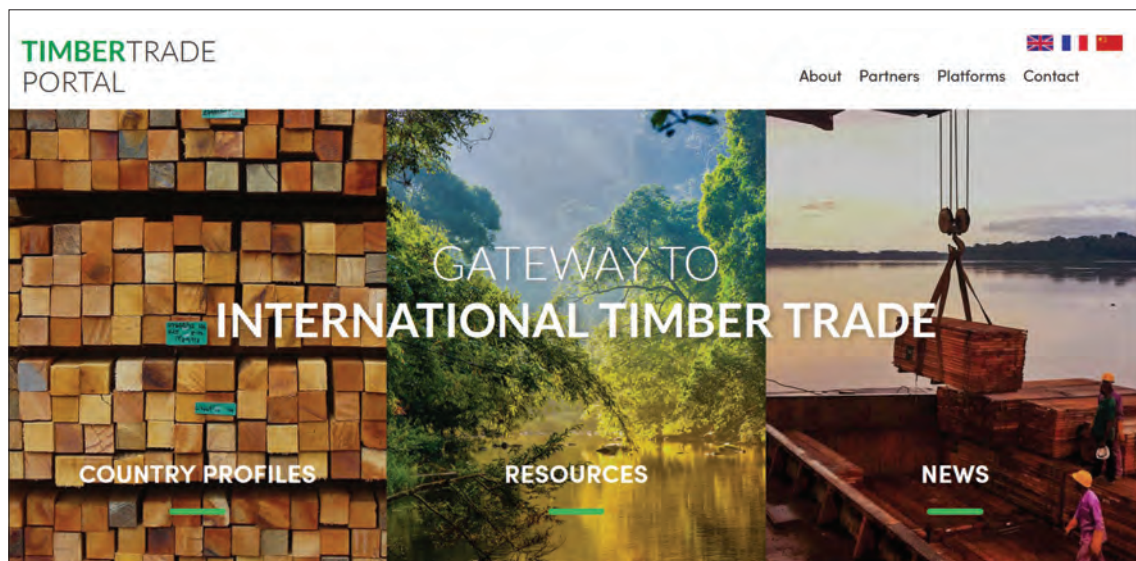 TIMBERTRADE
PORTAL
About Partners Platforms Contact
GATEWAY TO
INTERNATIONAL TIMBER TRADE
COUNTRY PROFILES
RESOURCES
NEWS